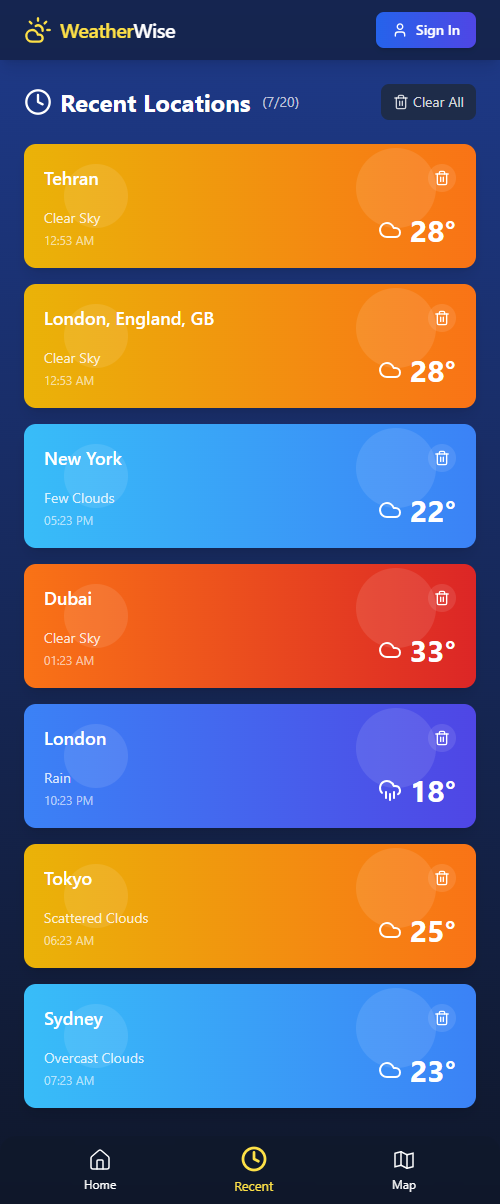 WeatherWise
Sign In
Recent Locations (7/20)
Clear All
Tehran
Clear Sky
12:53 AM
28°
London, England, GB
Clear Sky
12:53 AM
28°
New York
Few Clouds
05:23 PM
22°
Dubai
Clear Sky
01:23 AM
33°
London
Rain
10:23 PM
18°
Tokyo
Scattered Clouds
06:23 AM
25°
Sydney
Overcast Clouds
07:23 AM
23°
Home
Recent
Map